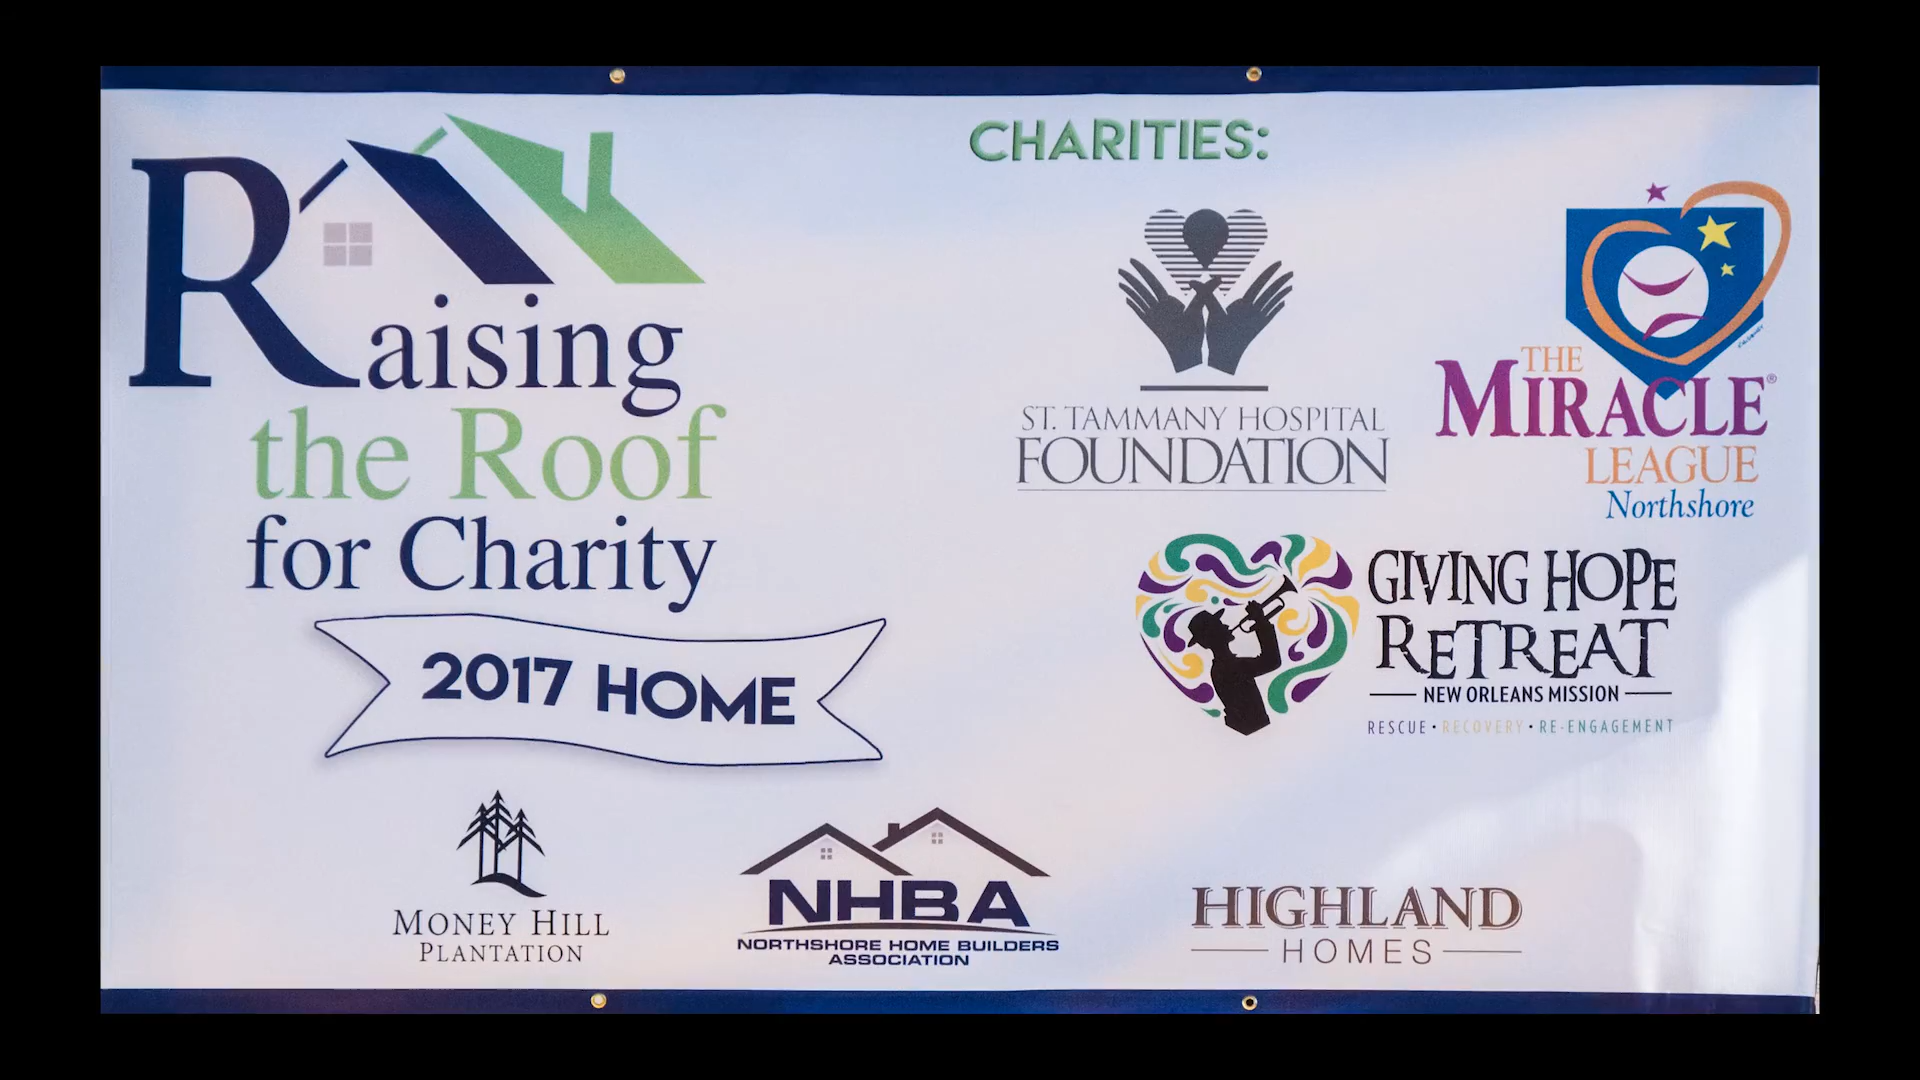 Raising
the Roof
for Charity
2017 HOME
CHARITIES:
ST. TAMMANY HOSPITAL
FOUNDATION
THE
MIRACLE®
LEAGUE
Northshore
GIVING HOPE
RETREAT
NEW ORLEANS MISSION
RESCUE • RECOVERY • RE-ENGAGEMENT
MONEY HILL
PLANTATION
NHBA
NORTHSHORE HOME BUILDERS
ASSOCIATION
HIGHLAND
HOMES